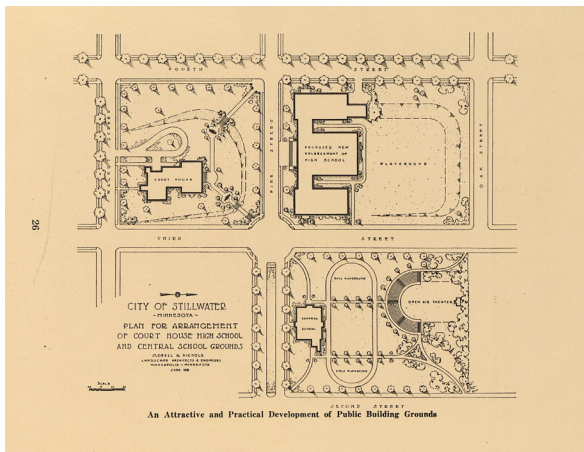 FOURTH STREET
PINE STREET
OAK STREET
COURT HOUSE
PROPOSED NEW
ENLARGEMENT OF
HIGH SCHOOL
PLAYGROUND
THIRD STREET
GIRLS PLAYGROUND
CENTRAL
SCHOOL
OPEN AIR THEATER
CITY OF STILLWATER
-MINNESOTA-
PLAN FOR ARRANGEMENT
OF COURT HOUSE HIGH SCHOOL
AND CENTRAL SCHOOL GROUNDS
MORELL & NICHOLS
LANDSCAPE ARCHITECTS & ENGINEERS
MINNEAPOLIS - MINNESOTA
SCALE
SECOND STREET
An Attractive and Practical Development of Public Building Grounds
26